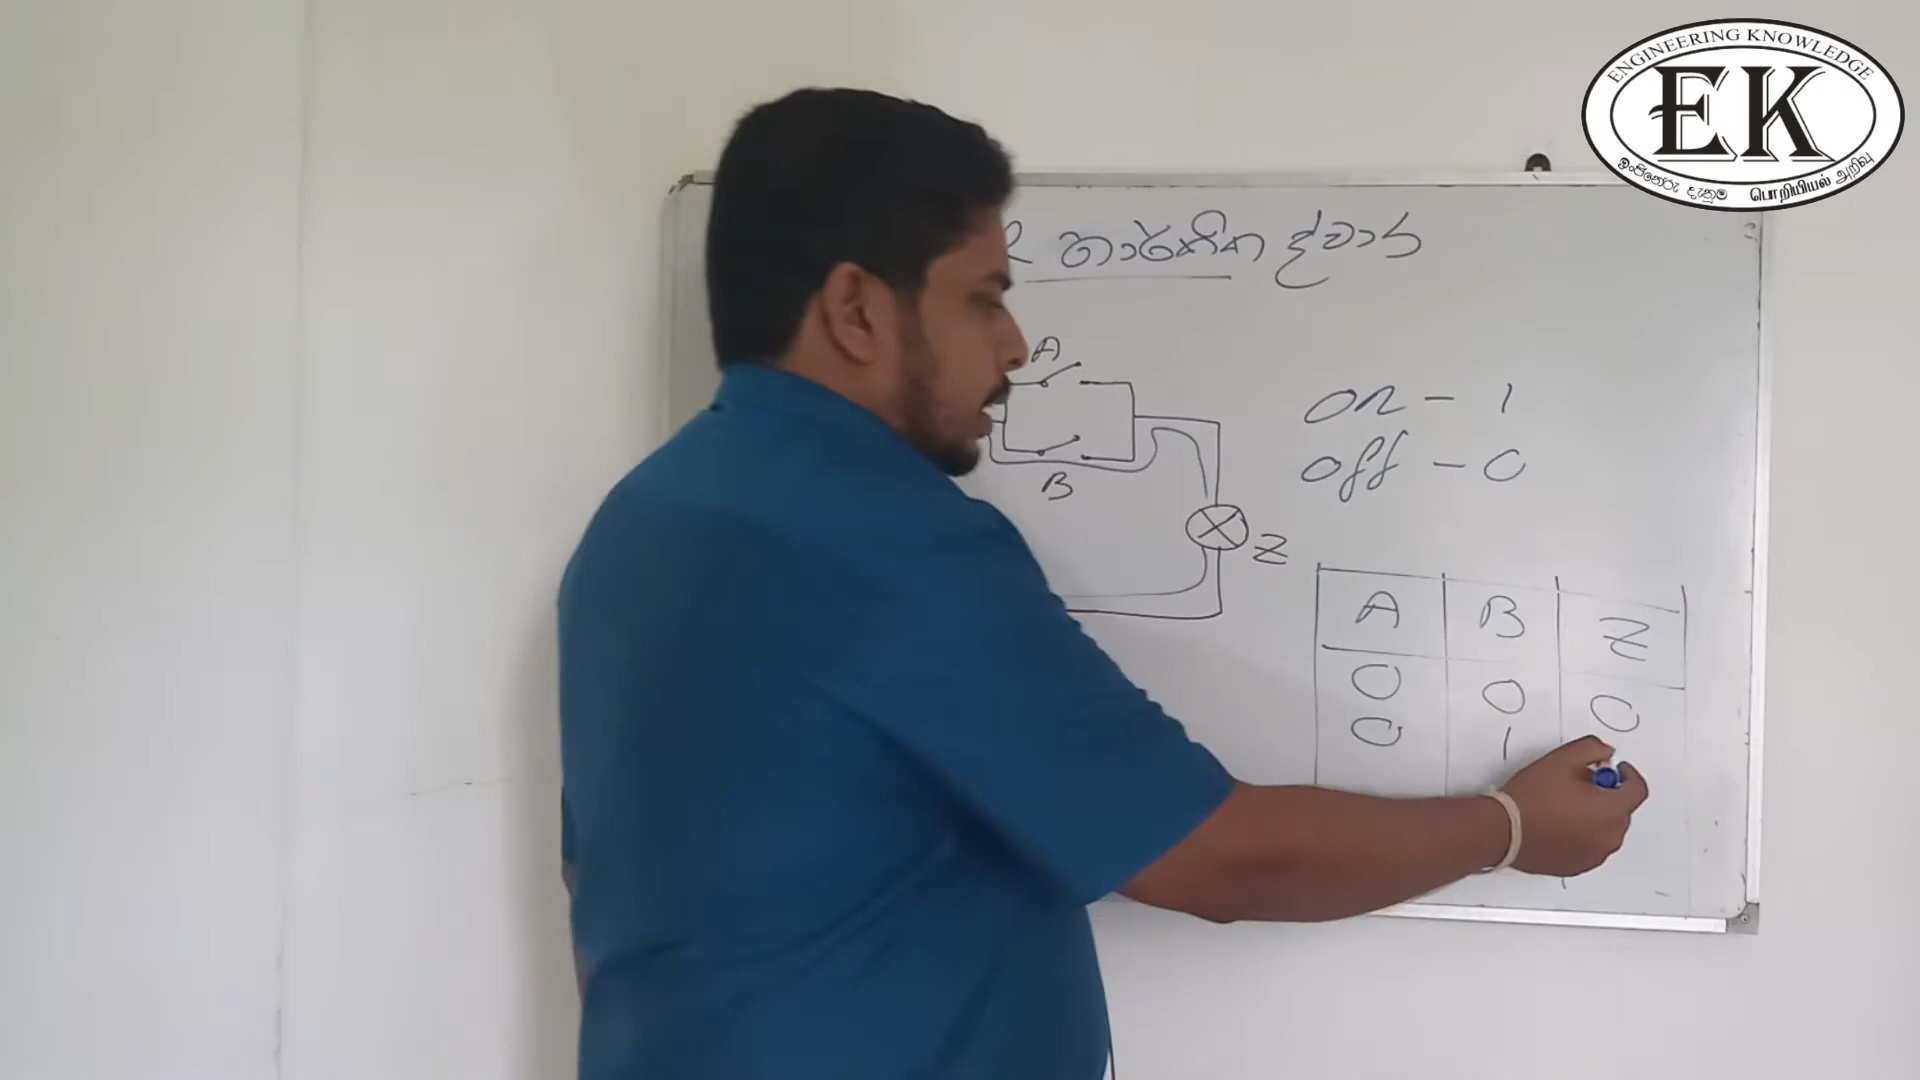 ENGINEERING KNOWLEDGE
EK
ඉංජිනේරු දැනුම பொறியியல் அறிவு
R තාර්කික ද්වාර
A
B
Z
on - 1
off - 0
A B Z
0 0 0
0 1